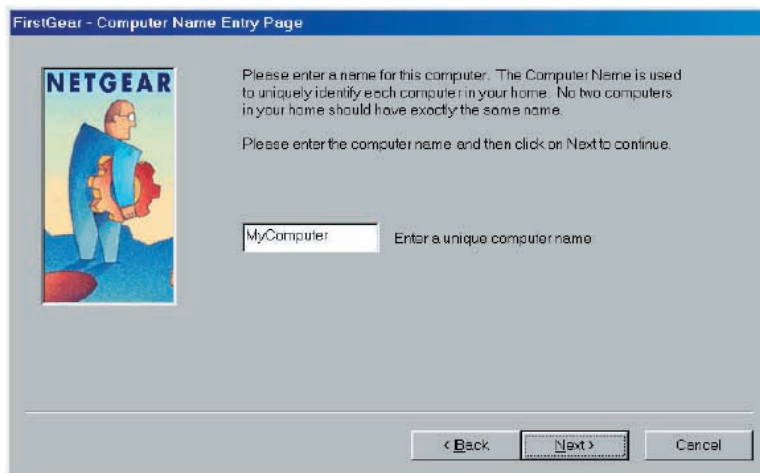 FirstGear - Computer Name Entry Page
NETGEAR
Please enter a name for this computer. The Computer Name is used
to uniquely identify each computer in your home. No two computers
in your home should have exactly the same name.
Please enter the computer name and then click on Next to continue.
MyComputer
Enter a unique computer name
< Back
Next >
Cancel